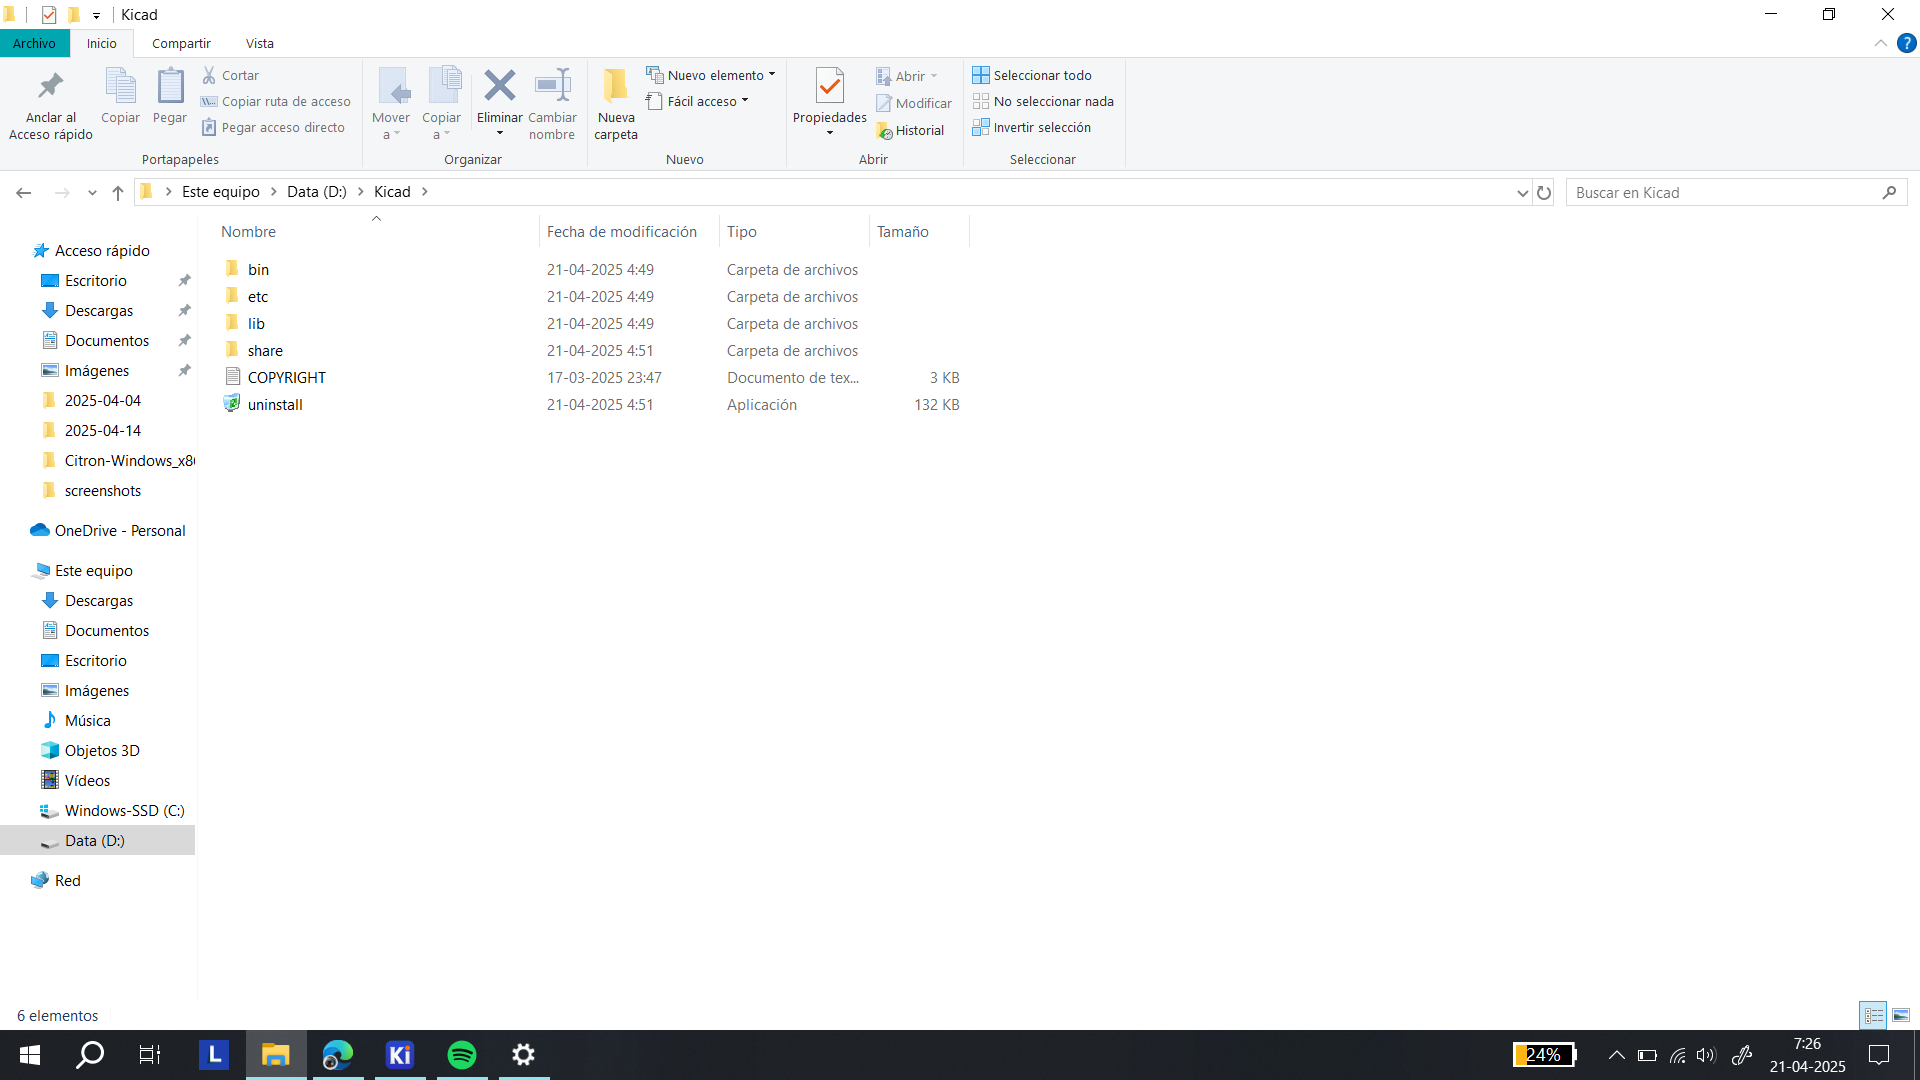 Kicad
Archivo
Inicio
Compartir
Vista
Anclar al
Acceso rápido
Copiar
Pegar
Cortar
Copiar ruta de acceso
Pegar acceso directo
Portapapeles
Mover
a
Copiar
a
Eliminar
Cambiar
nombre
Organizar
Nueva
carpeta
Nuevo elemento
Fácil acceso
Nuevo
Propiedades
Abrir
Modificar
Historial
Abrir
Seleccionar todo
No seleccionar nada
Invertir selección
Seleccionar
Este equipo > Data (D:) > Kicad >
Buscar en Kicad
Nombre Fecha de modificación Tipo Tamaño
bin 21-04-2025 4:49 Carpeta de archivos
etc 21-04-2025 4:49 Carpeta de archivos
lib 21-04-2025 4:49 Carpeta de archivos
share 21-04-2025 4:51 Carpeta de archivos
COPYRIGHT 17-03-2025 23:47 Documento de tex... 3 KB
uninstall 21-04-2025 4:51 Aplicación 132 KB
Acceso rápido
Escritorio
Descargas
Documentos
Imágenes
2025-04-04
2025-04-14
Citron-Windows_x86
screenshots
OneDrive - Personal
Este equipo
Descargas
Documentos
Escritorio
Imágenes
Música
Objetos 3D
Vídeos
Windows-SSD (C:)
Data (D:)
Red
6 elementos
L
Ki
24%
7:26
21-04-2025